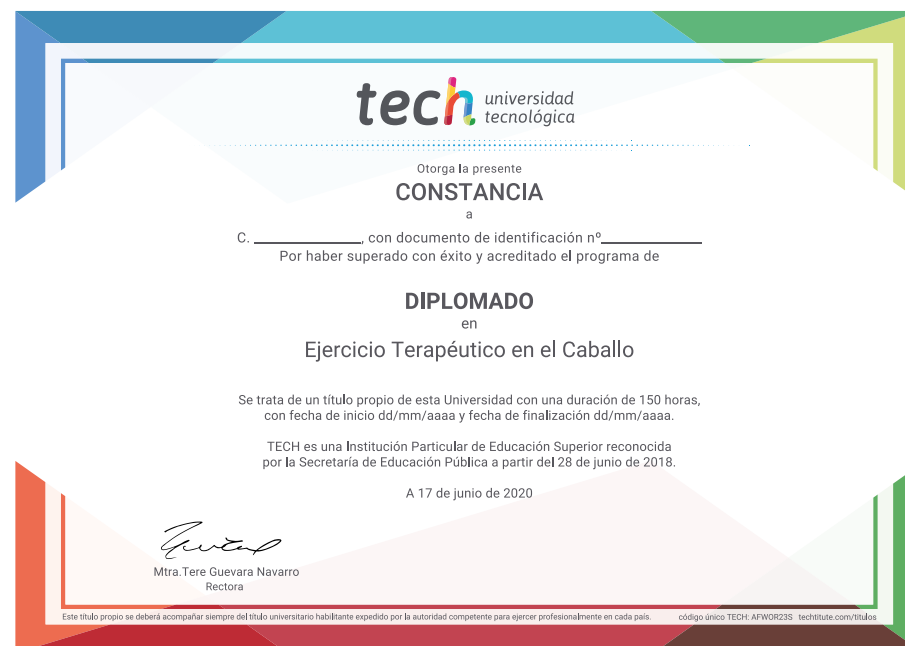 tech universidad
tecnológica
Otorga la presente
CONSTANCIA
a
C. ____________, con documento de identificación nº____________
Por haber superado con éxito y acreditado el programa de
DIPLOMADO
en
Ejercicio Terapéutico en el Caballo
Se trata de un título propio de esta Universidad con una duración de 150 horas,
con fecha de inicio dd/mm/aaaa y fecha de finalización dd/mm/aaaa.
TECH es una Institución Particular de Educación Superior reconocida
por la Secretaría de Educación Pública a partir del 28 de junio de 2018.
A 17 de junio de 2020
Mtra.Tere Guevara Navarro
Rectora
Este título propio se deberá acompañar siempre del título universitario habilitante expedido por la autoridad competente para ejercer profesionalmente en cada país. código único TECH: AFWOR23S techtitute.com/titulos